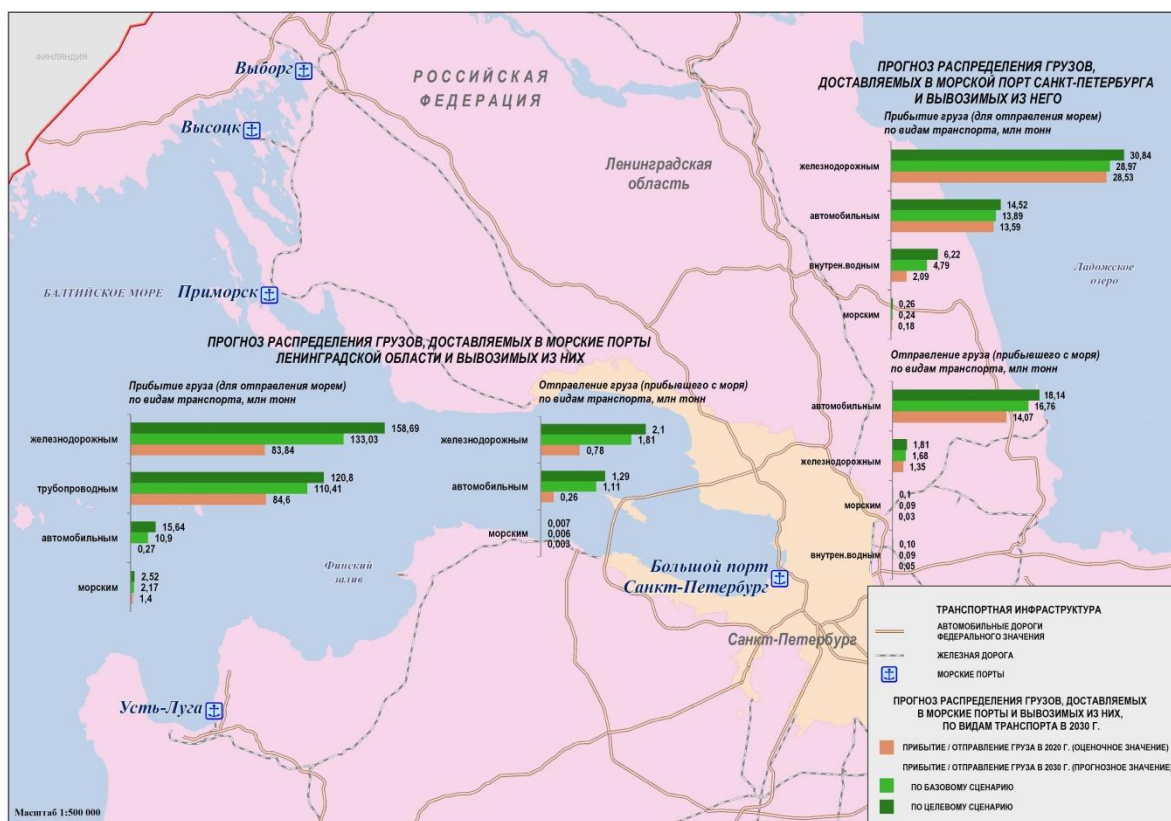 ФИНЛЯНДИЯ
Выборг
РОССИЙСКАЯ
ФЕДЕРАЦИЯ
Высоцк
Ленинградская
область
БАЛТИЙСКОЕ МОРЕ
Приморск
Ладожское
озеро
ПРОГНОЗ РАСПРЕДЕЛЕНИЯ ГРУЗОВ,
ДОСТАВЛЯЕМЫХ В МОРСКОЙ ПОРТ САНКТ-ПЕТЕРБУРГА
И ВЫВОЗИМЫХ ИЗ НЕГО
Прибытие груза (для отправления морем)
по видам транспорта, млн тонн
30,84
железнодорожным 28,97
28,53
14,52
автомобильным 13,89
13,59
6,22
внутрен.водным 4,79
2,09
0,26
морским 0,24
0,18
Отправление груза (прибывшего с моря)
по видам транспорта, млн тонн
18,14
автомобильным 16,76
14,07
1,81
железнодорожным 1,68
1,35
0,1
морским 0,09
0,03
0,10
внутрен.водным 0,09
0,05
ПРОГНОЗ РАСПРЕДЕЛЕНИЯ ГРУЗОВ, ДОСТАВЛЯЕМЫХ В МОРСКИЕ ПОРТЫ
ЛЕНИНГРАДСКОЙ ОБЛАСТИ И ВЫВОЗИМЫХ ИЗ НИХ
Прибытие груза (для отправления морем)
по видам транспорта, млн тонн
158,69
железнодорожным 133,03
83,84
120,8
трубопроводным 110,41
84,6
15,64
автомобильным 10,9
0,27
2,52
морским 2,17
1,4
Отправление груза (прибывшего с моря)
по видам транспорта, млн тонн
2,1
железнодорожным 1,81
0,78
1,29
автомобильным 1,11
0,26
0,007
морским 0,006
0,003
Финский
залив
Большой порт
Санкт-Петербург
Санкт-Петербург
Усть-Луга
Масштаб 1:500 000
ТРАНСПОРТНАЯ ИНФРАСТРУКТУРА
АВТОМОБИЛЬНЫЕ ДОРОГИ
ФЕДЕРАЛЬНОГО ЗНАЧЕНИЯ
ЖЕЛЕЗНАЯ ДОРОГА
МОРСКИЕ ПОРТЫ
ПРОГНОЗ РАСПРЕДЕЛЕНИЯ ГРУЗОВ, ДОСТАВЛЯЕМЫХ
В МОРСКИЕ ПОРТЫ И ВЫВОЗИМЫХ ИЗ НИХ,
ПО ВИДАМ ТРАНСПОРТА В 2030 Г.
ПРИБЫТИЕ / ОТПРАВЛЕНИЕ ГРУЗА В 2020 Г. (ОЦЕНОЧНОЕ ЗНАЧЕНИЕ)
ПРИБЫТИЕ / ОТПРАВЛЕНИЕ ГРУЗА В 2030 Г. (ПРОГНОЗНОЕ ЗНАЧЕНИЕ)
ПО БАЗОВОМУ СЦЕНАРИЮ
ПО ЦЕЛЕВОМУ СЦЕНАРИЮ